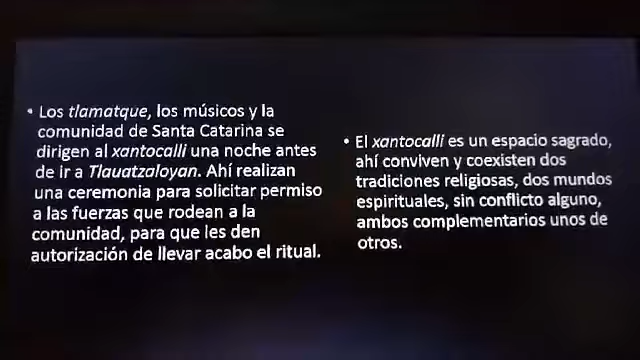 • Los tlamatque, los músicos y la
comunidad de Santa Catarina se
dirigen al xantocalli una noche antes
de ir a Tlauatzaloyan. Ahí realizan
una ceremonia para solicitar permiso
a las fuerzas que rodean a la
comunidad, para que les den
autorización de llevar acabo el ritual.
• El xantocalli es un espacio sagrado,
ahí conviven y coexisten dos
tradiciones religiosas, dos mundos
espirituales, sin conflicto alguno,
ambos complementarios unos de
otros.